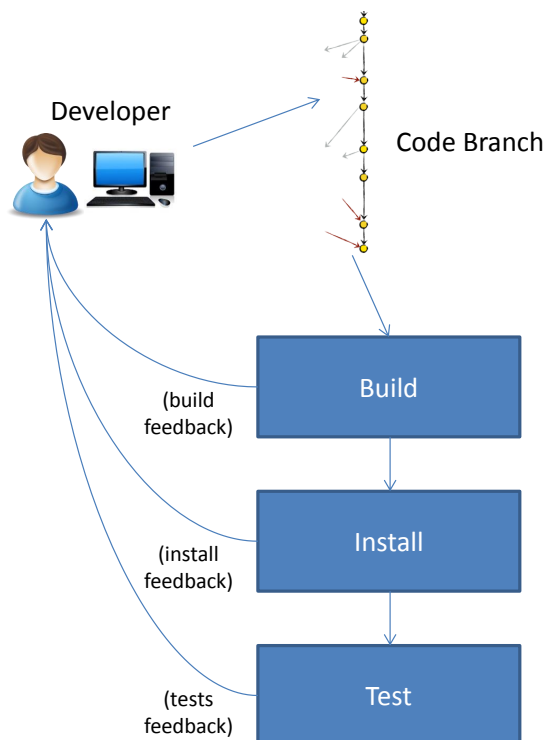 Developer
Code Branch
Build
(build
feedback)
Install
(install
feedback)
Test
(tests
feedback)